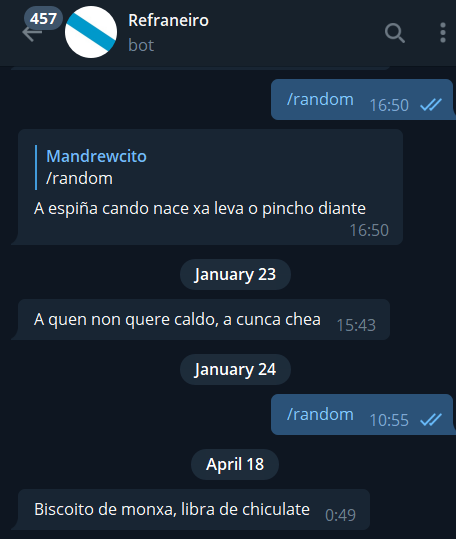 457
Refraneiro
bot
/random 16:50
Mandrewcito
/random
A espiña cando nace xa leva o pincho diante
16:50
January 23
A quen non quere caldo, a cunca chea 15:43
January 24
/random 10:55
April 18
Biscoito de monxa, libra de chiculate 0:49